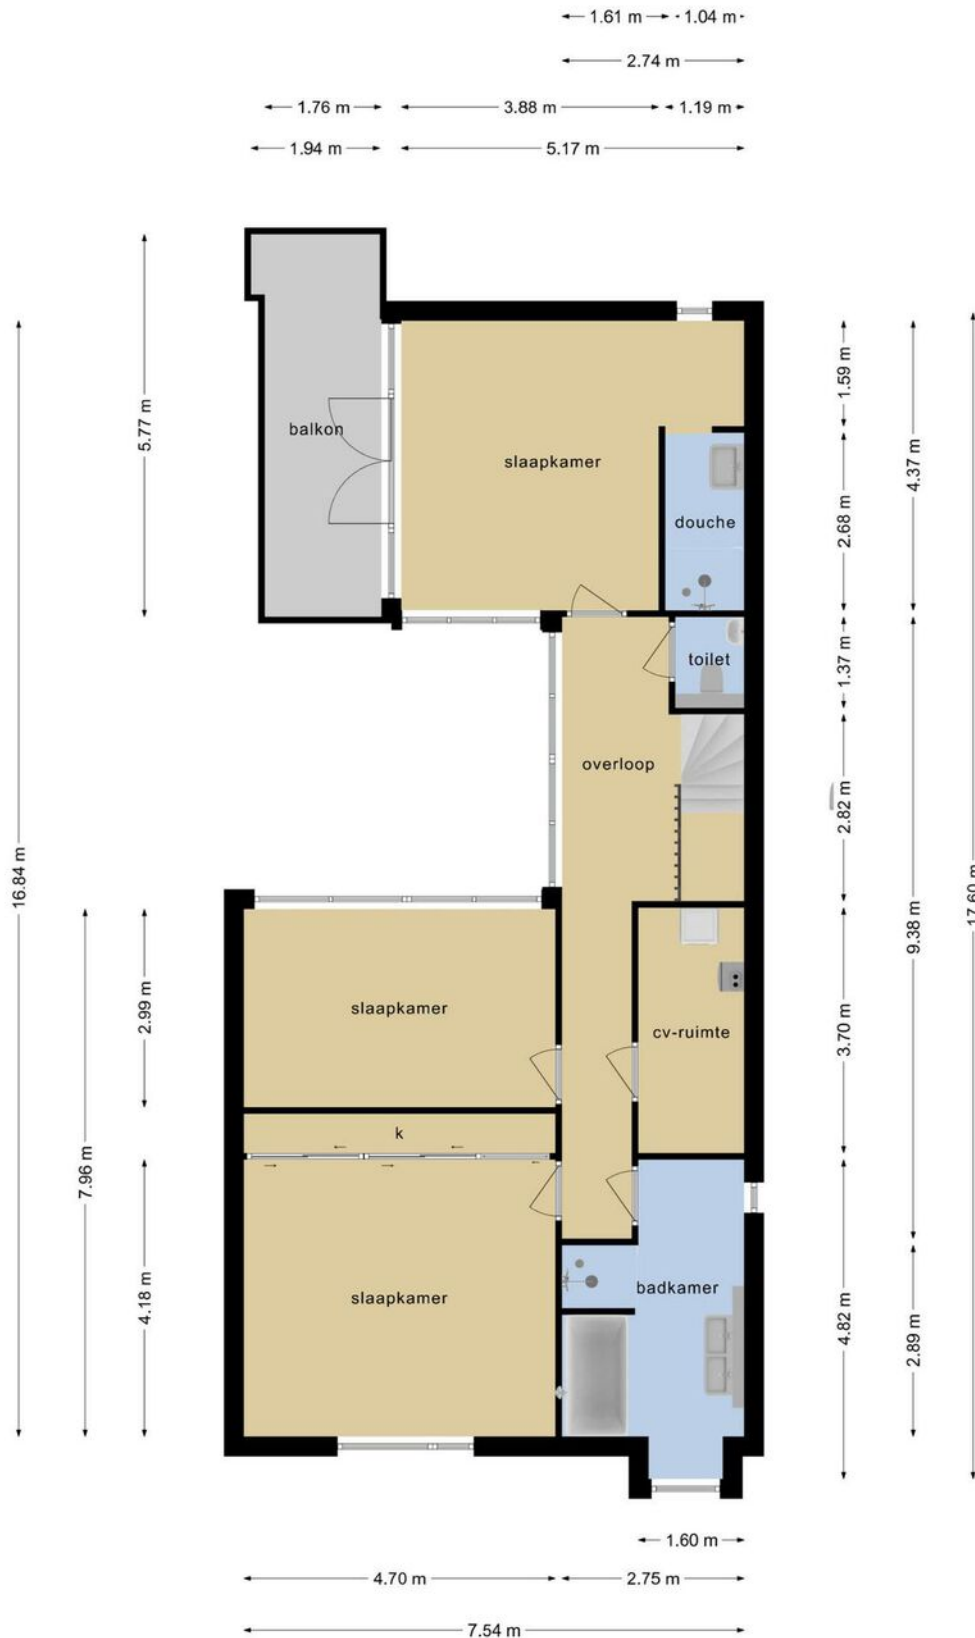 1.61 m 1.04 m
2.74 m
1.76 m 3.88 m 1.19 m
1.94 m 5.17 m
5.77 m
16.84 m
7.96 m
2.99 m
4.18 m
balkon
slaapkamer
douche
toilet
overloop
slaapkamer
cv-ruimte
k
slaapkamer
badkamer
1.59 m
2.68 m
1.37 m
2.82 m
3.70 m
4.82 m
4.37 m
9.38 m
2.89 m
17.60 m
1.60 m
4.70 m 2.75 m
7.54 m